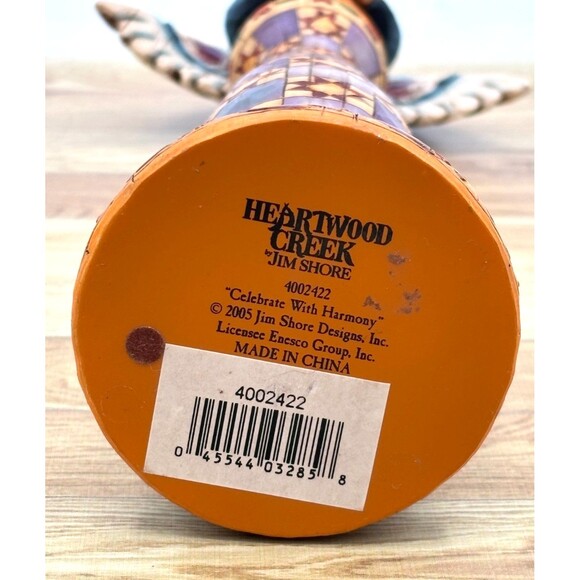 HEARTWOOD
CREEK
by JIM SHORE
4002422
"Celebrate With Harmony"
© 2005 Jim Shore Designs, Inc.
Licensee Enesco Group, Inc.
MADE IN CHINA
4002422
0 45544 03285 8